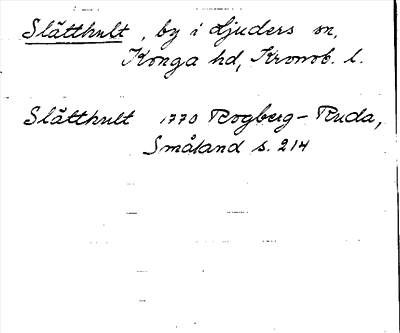 Slätthult, by i Ljuders sn,
Konga hd, Kronob. l.
Slätthult 1770 Rogberg-Ruda,
Småland s. 214